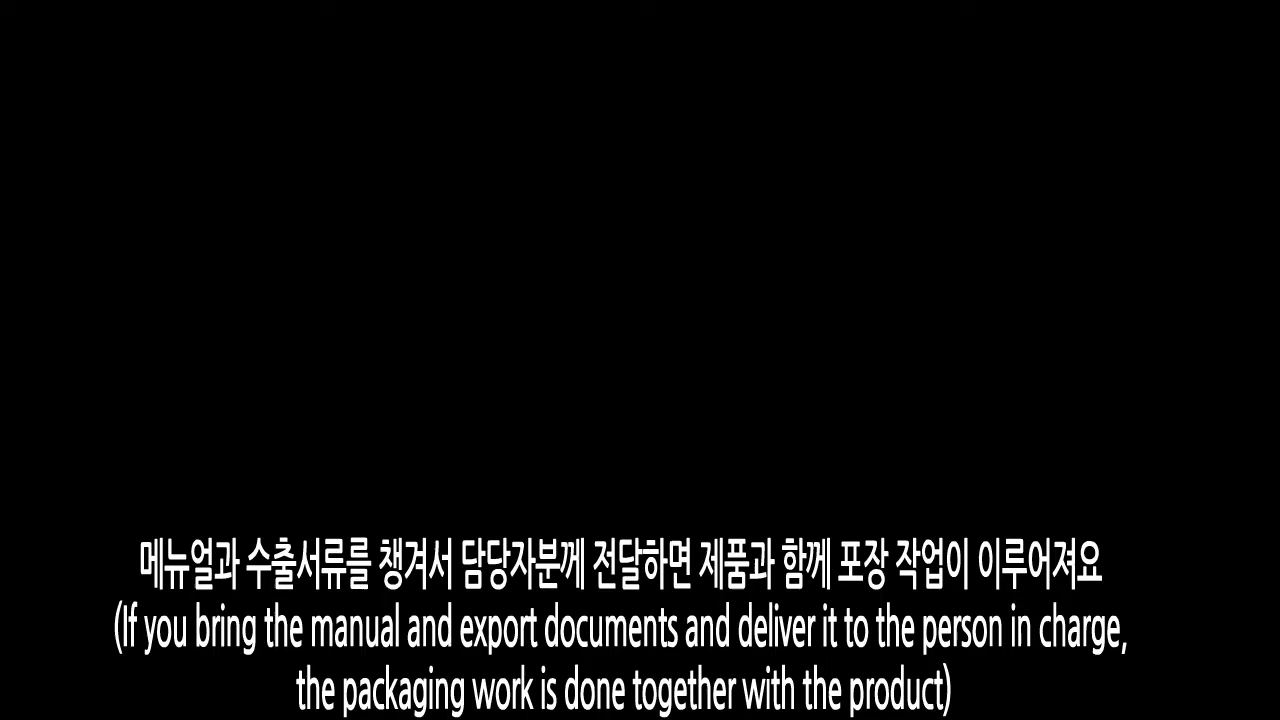 메뉴얼과 수출서류를 챙겨서 담당자분께 전달하면 제품과 함께 포장 작업이 이루어져요
(If you bring the manual and export documents and deliver it to the person in charge,
the packaging work is done together with the product)